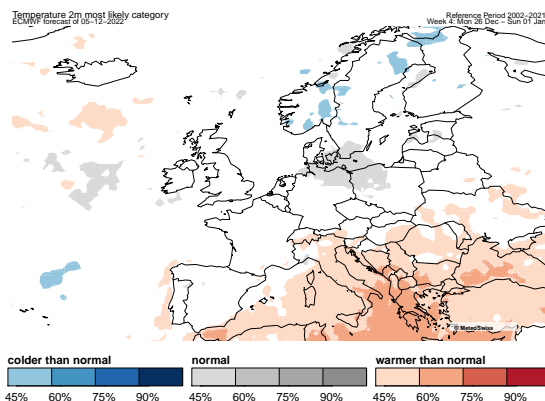 Temperature 2m most likely category
ECMWF forecast of 05−12−2022
Reference Period 2002−2021
Week 4: Mon 26 Dec − Sun 01 Jan
© MeteoSwiss
colder than normal
normal
warmer than normal
45% 60% 75% 90%
45% 60% 75% 90%
45% 60% 75% 90%